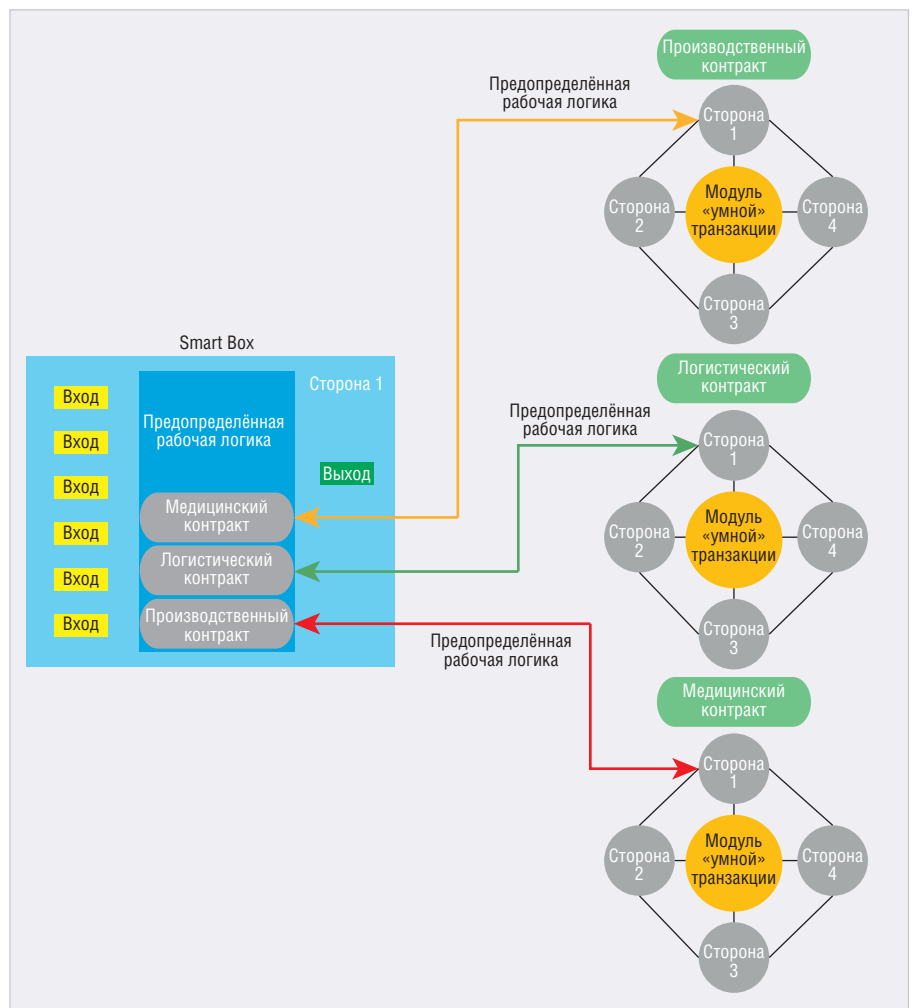 Производственный
контракт
Предопределённая
рабочая логика
Сторона
1
Сторона
2
Модуль
«умной»
транзакции
Сторона
4
Сторона
3
Smart Box
Сторона 1
Вход
Вход
Вход
Вход
Вход
Вход
Предопределённая
рабочая логика
Выход
Медицинский
контракт
Логистический
контракт
Производственный
контракт
Логистический
контракт
Предопределённая
рабочая логика
Сторона
1
Сторона
2
Модуль
«умной»
транзакции
Сторона
4
Сторона
3
Предопределённая
рабочая логика
Медицинский
контракт
Сторона
1
Сторона
2
Модуль
«умной»
транзакции
Сторона
4
Сторона
3